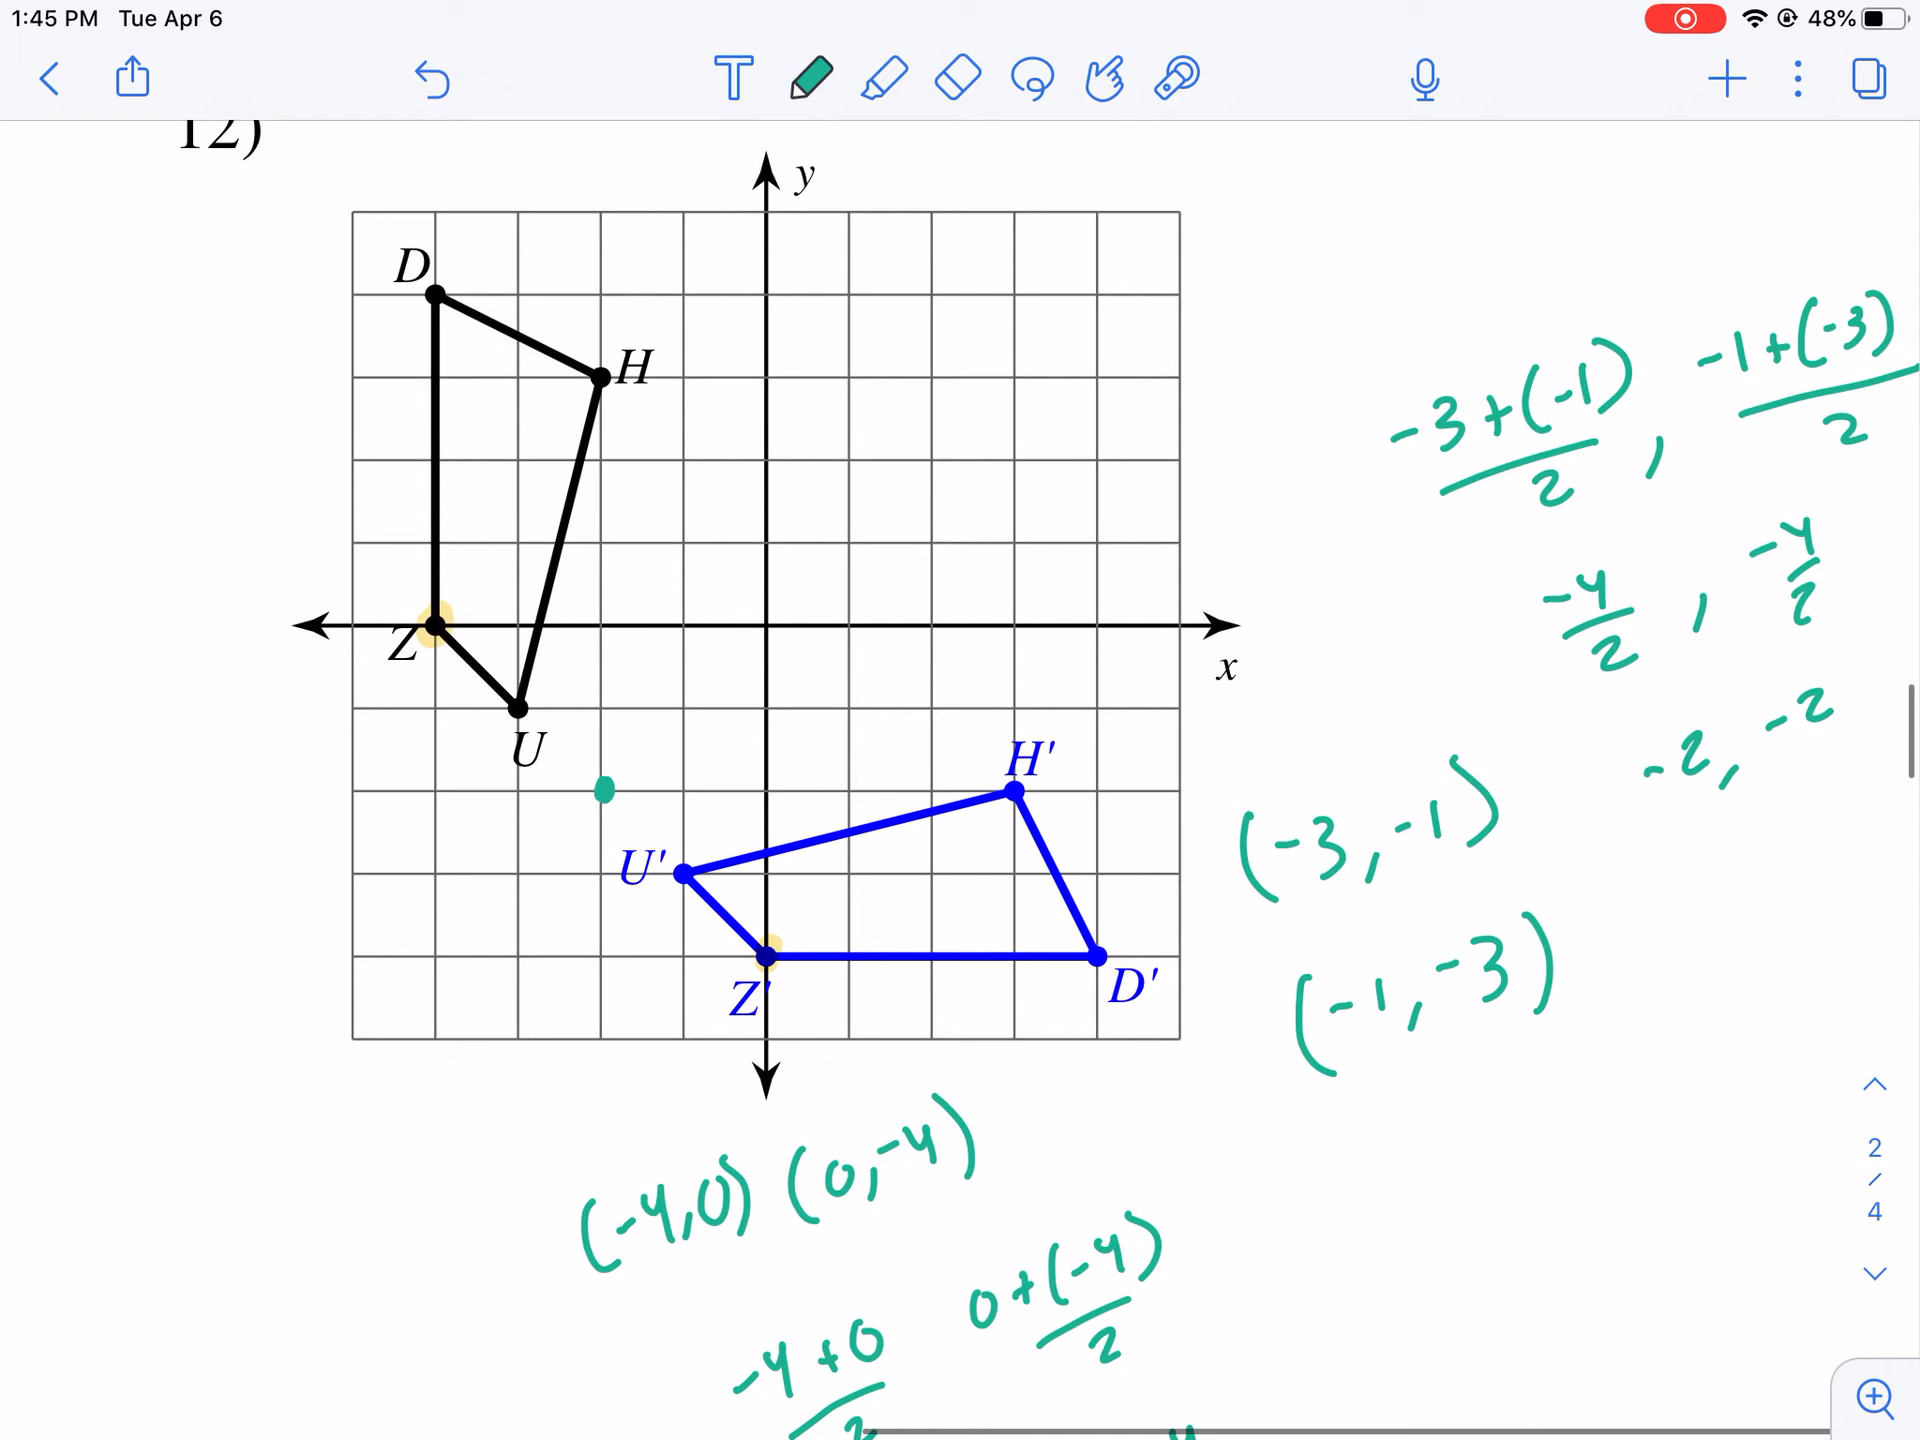 1:45 PM Tue Apr 6
48%
T
12)
y
D
H
Z
x
U
H'
U'
Z'
D'
-3+(-1)/2 , -1+(-3)/2
-4/2 , -4/2
-2, -2
(-3, -1)
(-1, -3)
(-4,0) (0,-4)
-4+0/2 0+(-4)/2
2
/
4